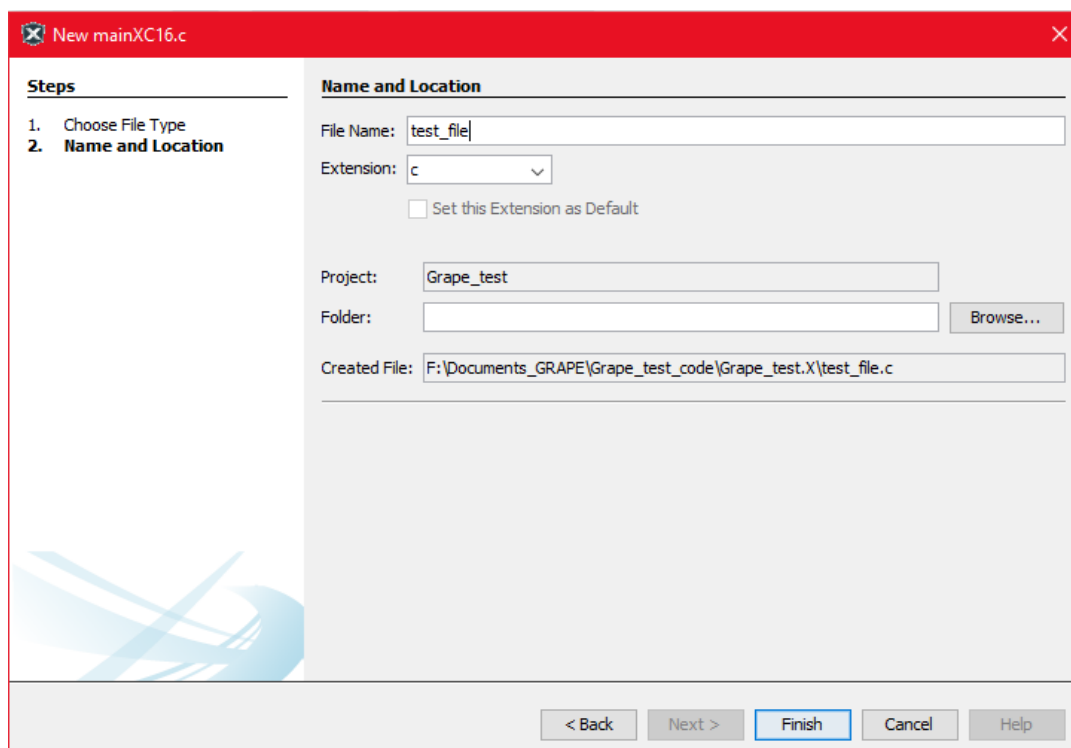 New mainXC16.c
Steps
1. Choose File Type
2. Name and Location
Name and Location
File Name: test_file
Extension: c
Set this Extension as Default
Project: Grape_test
Folder: Browse...
Created File: F:\Documents_GRAPE\Grape_test_code\Grape_test.X\test_file.c
< Back Next > Finish Cancel Help